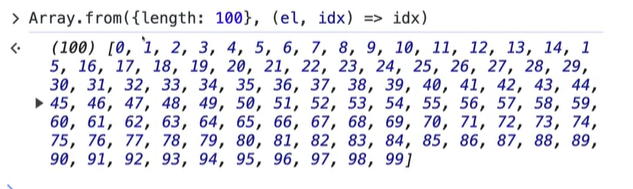 > Array.from({length: 100}, (el, idx) => idx)
(100) [0, 1, 2, 3, 4, 5, 6, 7, 8, 9, 10, 11, 12, 13, 14, 1
5, 16, 17, 18, 19, 20, 21, 22, 23, 24, 25, 26, 27, 28, 29,
30, 31, 32, 33, 34, 35, 36, 37, 38, 39, 40, 41, 42, 43, 44,
45, 46, 47, 48, 49, 50, 51, 52, 53, 54, 55, 56, 57, 58, 59,
60, 61, 62, 63, 64, 65, 66, 67, 68, 69, 70, 71, 72, 73, 74,
75, 76, 77, 78, 79, 80, 81, 82, 83, 84, 85, 86, 87, 88, 89,
90, 91, 92, 93, 94, 95, 96, 97, 98, 99]